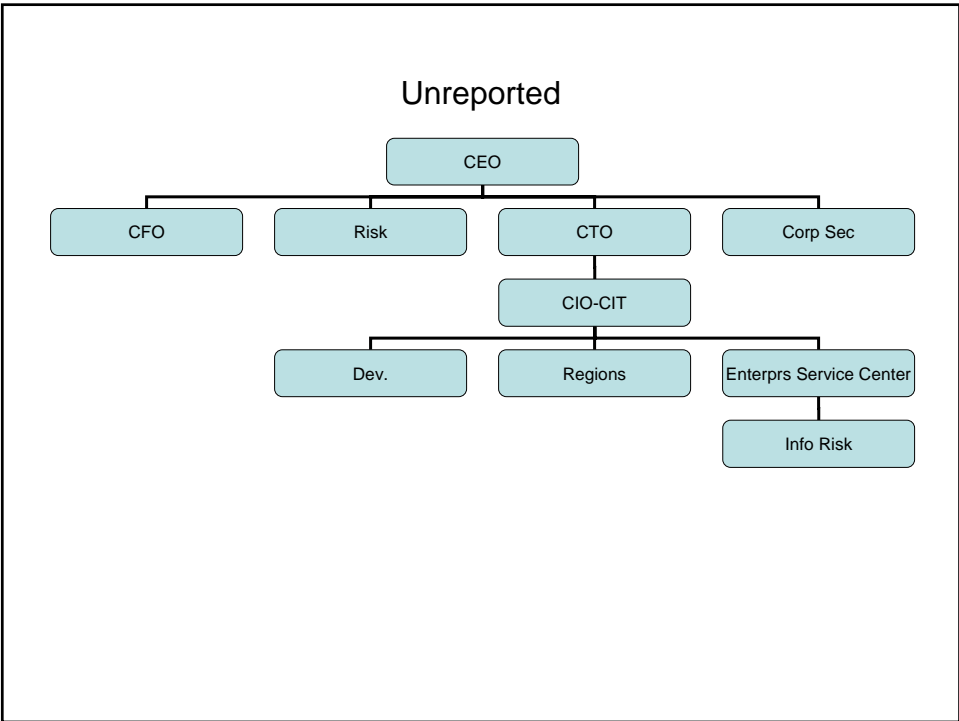 Unreported
CEO
CFO
Risk
CTO
Corp Sec
CIO-CIT
Dev.
Regions
Enterprs Service Center
Info Risk